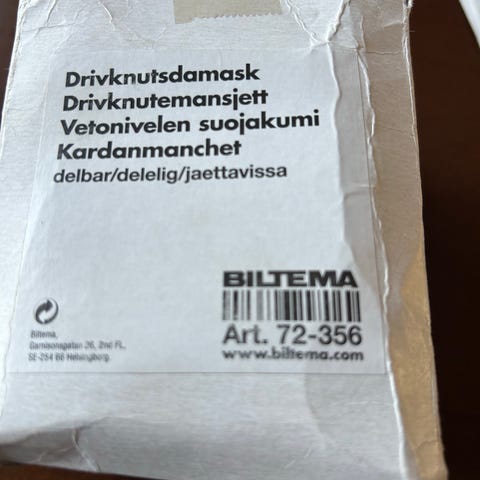 Drivknutsdamask
Drivknutemansjett
Vetonivelen suojakumi
Kardanmanchet
delbar/delelig/jaettavissa
BILTEMA
Art. 72-356
www.biltema.com
Biltema,
Garnisonsgatan 26, 2nd FL,
SE-254 66 Helsingborg.